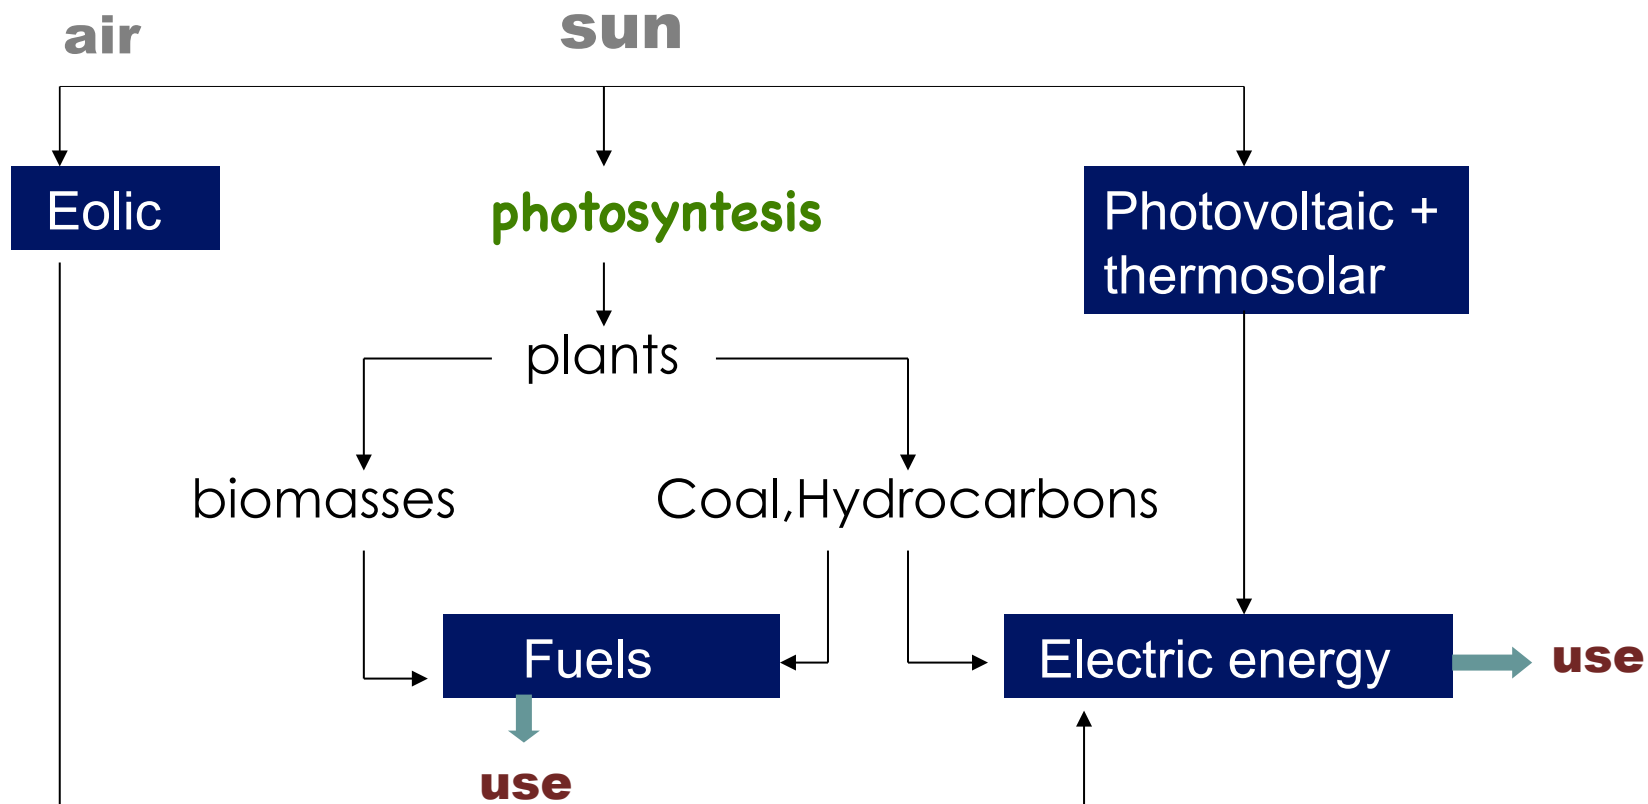 air
sun
Eolic
photosyntesis
Photovoltaic +
thermosolar
plants
biomasses
Coal,Hydrocarbons
Fuels
Electric energy
use
use